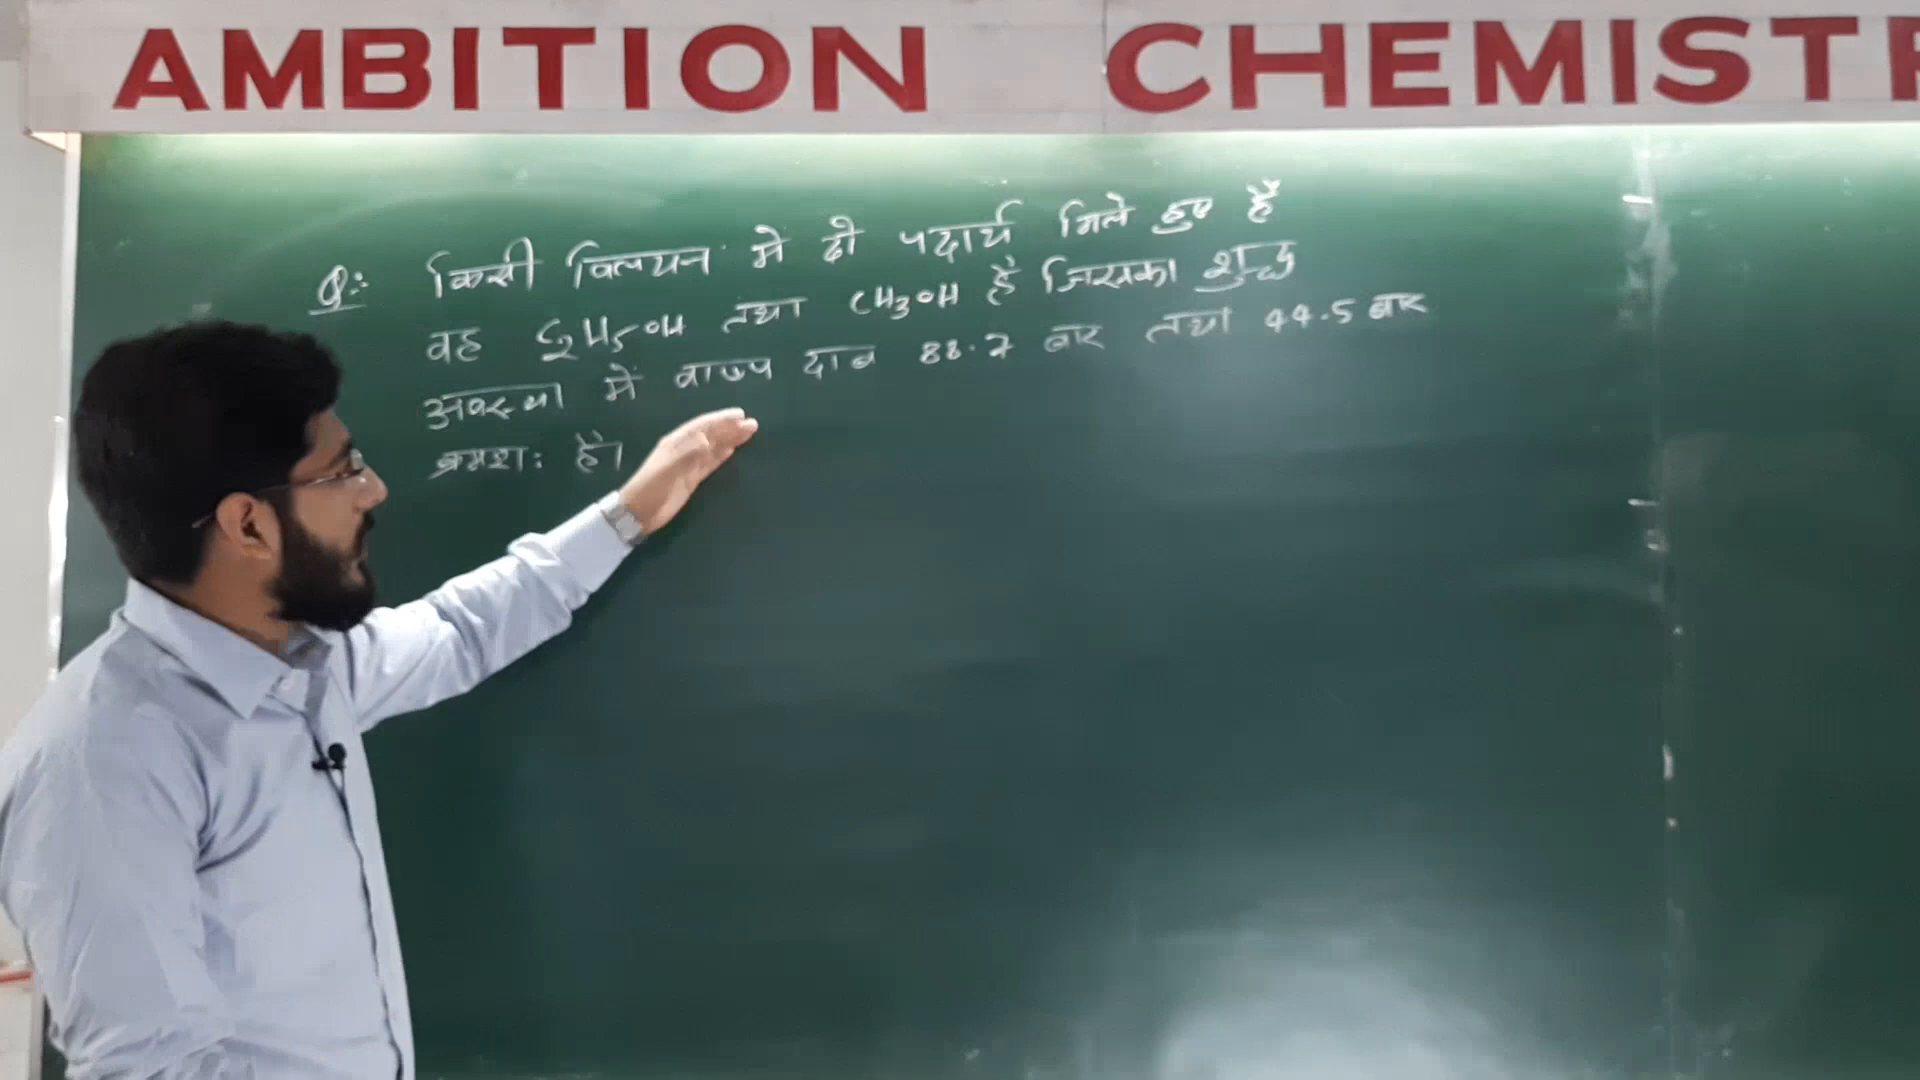 AMBITION CHEMISTR
Q:- किसी विलयन में दो पदार्थ मिले हुए हैं
वह C2H5OH तथा CH3OH हैं जिसका शुद्ध
अवस्था में वाष्प दाब 88.7 बार तथा 44.5 बार
क्रमशः है।